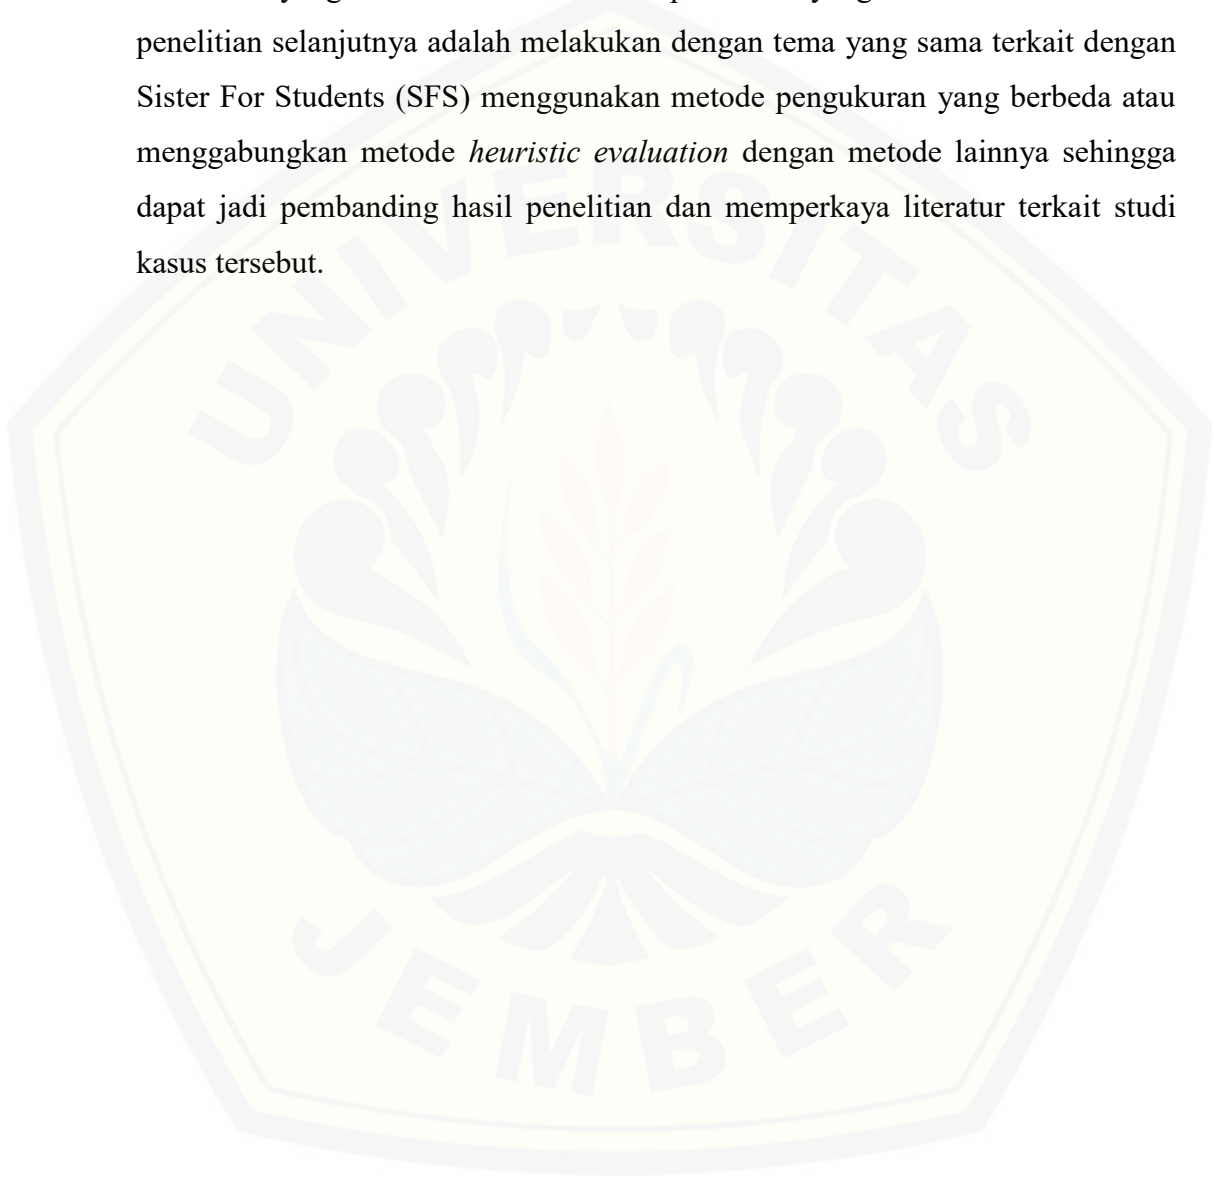 penelitian selanjutnya adalah melakukan dengan tema yang sama terkait dengan
Sister For Students (SFS) menggunakan metode pengukuran yang berbeda atau
menggabungkan metode heuristic evaluation dengan metode lainnya sehingga
dapat jadi pembanding hasil penelitian dan memperkaya literatur terkait studi
kasus tersebut.
UNIVERSITAS
JEMBER